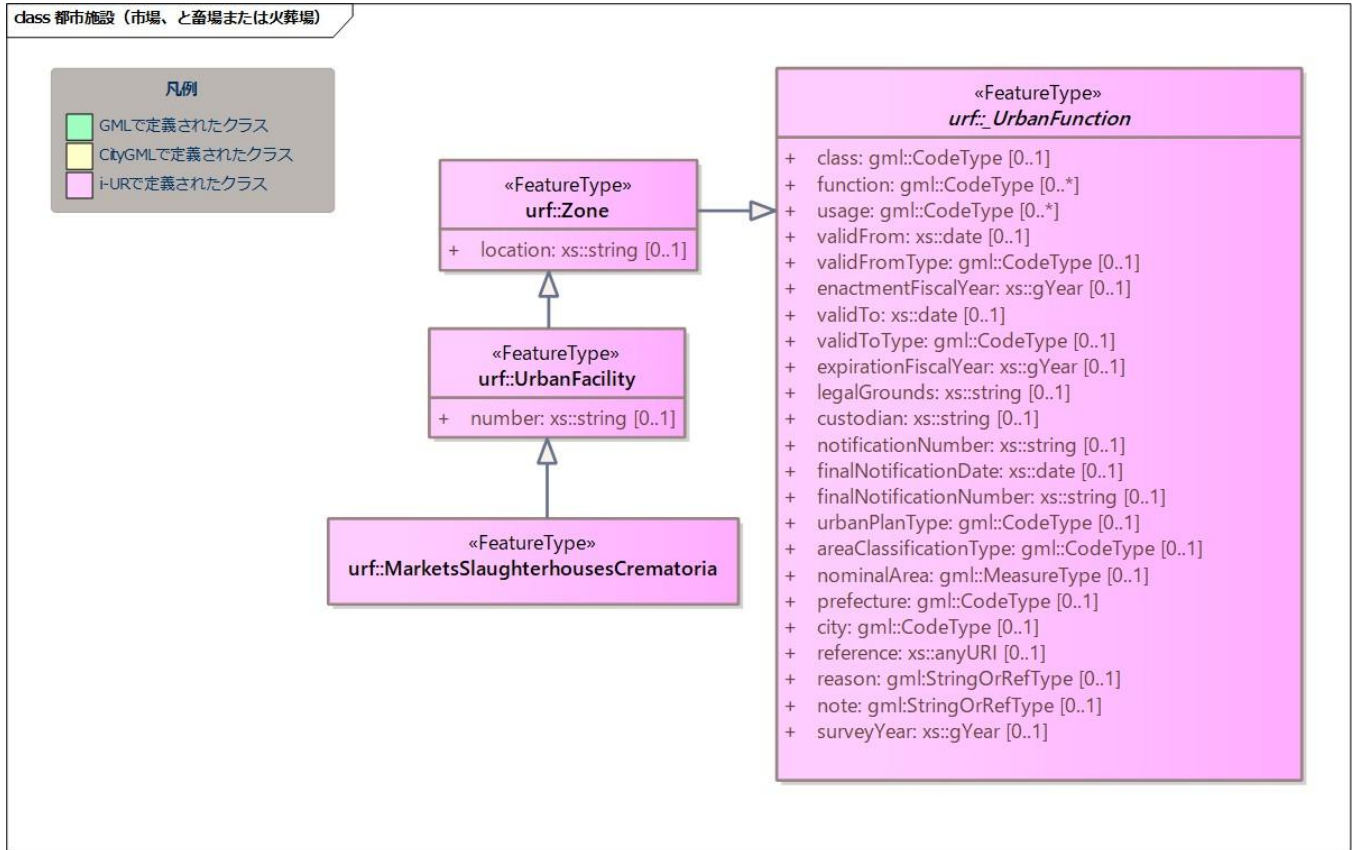 class 都市施設（市場、と畜場または火葬場）
凡例
GMLで定義されたクラス
CityGMLで定義されたクラス
i-URで定義されたクラス
«FeatureType»
urf::_UrbanFunction
+ class: gml::CodeType [0..1]
+ function: gml::CodeType [0..*]
+ usage: gml::CodeType [0..*]
+ validFrom: xs::date [0..1]
+ validFromType: gml::CodeType [0..1]
+ enactmentFiscalYear: xs::gYear [0..1]
+ validTo: xs::date [0..1]
+ validToType: gml::CodeType [0..1]
+ expirationFiscalYear: xs::gYear [0..1]
+ legalGrounds: xs::string [0..1]
+ custodian: xs::string [0..1]
+ notificationNumber: xs::string [0..1]
+ finalNotificationDate: xs::date [0..1]
+ finalNotificationNumber: xs::string [0..1]
+ urbanPlanType: gml::CodeType [0..1]
+ areaClassificationType: gml::CodeType [0..1]
+ nominalArea: gml::MeasureType [0..1]
+ prefecture: gml::CodeType [0..1]
+ city: gml::CodeType [0..1]
+ reference: xs::anyURI [0..1]
+ reason: gml:StringOrRefType [0..1]
+ note: gml:StringOrRefType [0..1]
+ surveyYear: xs::gYear [0..1]
«FeatureType»
urf::Zone
+ location: xs::string [0..1]
«FeatureType»
urf::UrbanFacility
+ number: xs::string [0..1]
«FeatureType»
urf::MarketsSlaughterhousesCrematoria